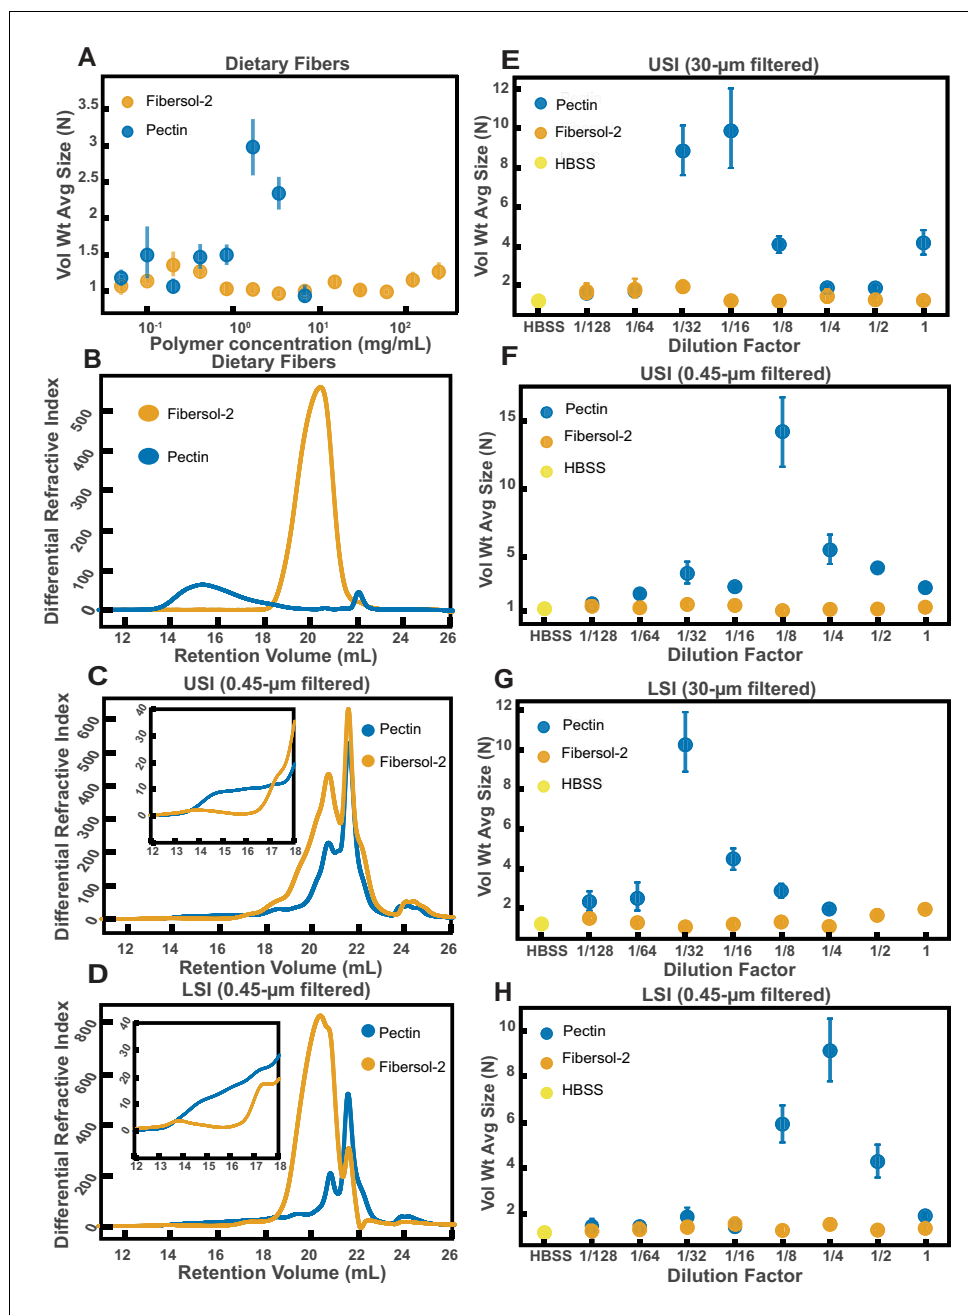 A
Dietary Fibers
Vol Wt Avg Size (N)
3.5
3
2.5
2
1.5
1
Fibersol-2
Pectin
10⁻¹ 10⁰ 10¹ 10²
Polymer concentration (mg/mL)
B
Dietary Fibers
Differential Refractive Index
500
400
300
200
100
0
Fibersol-2
Pectin
12 14 16 18 20 22 24 26
Retention Volume (mL)
C
USI (0.45-µm filtered)
Differential Refractive Index
600
500
400
300
200
100
0
40
30
20
10
0
12 13 14 15 16 17 18
Pectin
Fibersol-2
12 14 16 18 20 22 24 26
Retention Volume (mL)
D
LSI (0.45-µm filtered)
Differential Refractive Index
800
600
400
200
0
40
30
20
10
0
12 13 14 15 16 17 18
Pectin
Fibersol-2
12 14 16 18 20 22 24 26
Retention Volume (mL)
E
USI (30-µm filtered)
Vol Wt Avg Size (N)
12
10
8
6
4
2
Pectin
Fibersol-2
HBSS
HBSS 1/128 1/64 1/32 1/16 1/8 1/4 1/2 1
Dilution Factor
F
USI (0.45-µm filtered)
Vol Wt Avg Size (N)
15
10
5
1
Pectin
Fibersol-2
HBSS
HBSS 1/128 1/64 1/32 1/16 1/8 1/4 1/2 1
Dilution Factor
G
LSI (30-µm filtered)
Vol Wt Avg Size (N)
12
10
8
6
4
2
Pectin
Fibersol-2
HBSS
HBSS 1/128 1/64 1/32 1/16 1/8 1/4 1/2 1
Dilution Factor
H
LSI (0.45-µm filtered)
Vol Wt Avg Size (N)
10
8
6
4
2
Pectin
Fibersol-2
HBSS
HBSS 1/128 1/64 1/32 1/16 1/8 1/4 1/2 1
Dilution Factor